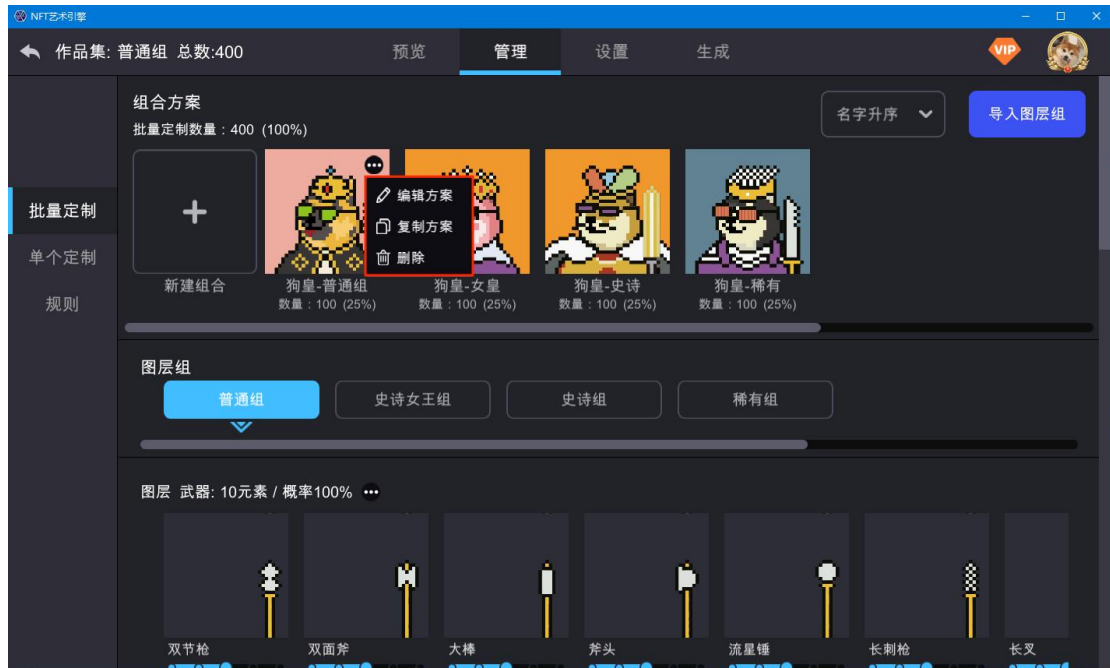 NFT艺术引擎
作品集: 普通组 总数:400
预览
管理
设置
生成
VIP
组合方案
批量定制数量：400 (100%)
名字升序
导入图层组
批量定制
单个定制
规则
编辑方案
复制方案
删除
新建组合
狗皇-普通组
数量：100 (25%)
狗皇-女皇
数量：100 (25%)
狗皇-史诗
数量：100 (25%)
狗皇-稀有
数量：100 (25%)
图层组
普通组
史诗女王组
史诗组
稀有组
图层 武器: 10元素 / 概率100%
双节枪
双面斧
大棒
斧头
流星锤
长刺枪
长叉